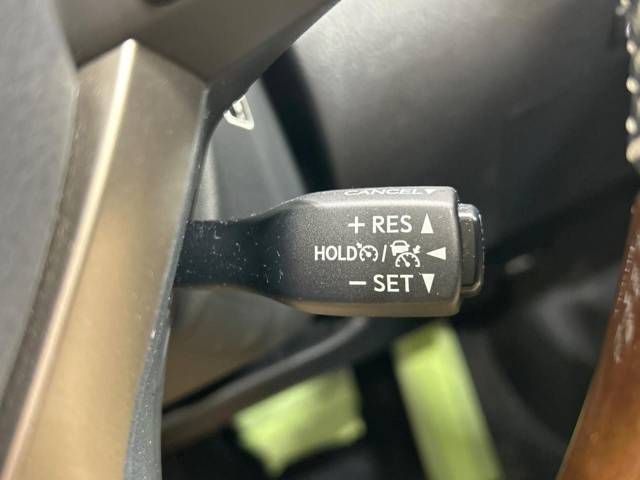 CANCEL▼
+ RES ▲
HOLD / ◀
− SET ▼